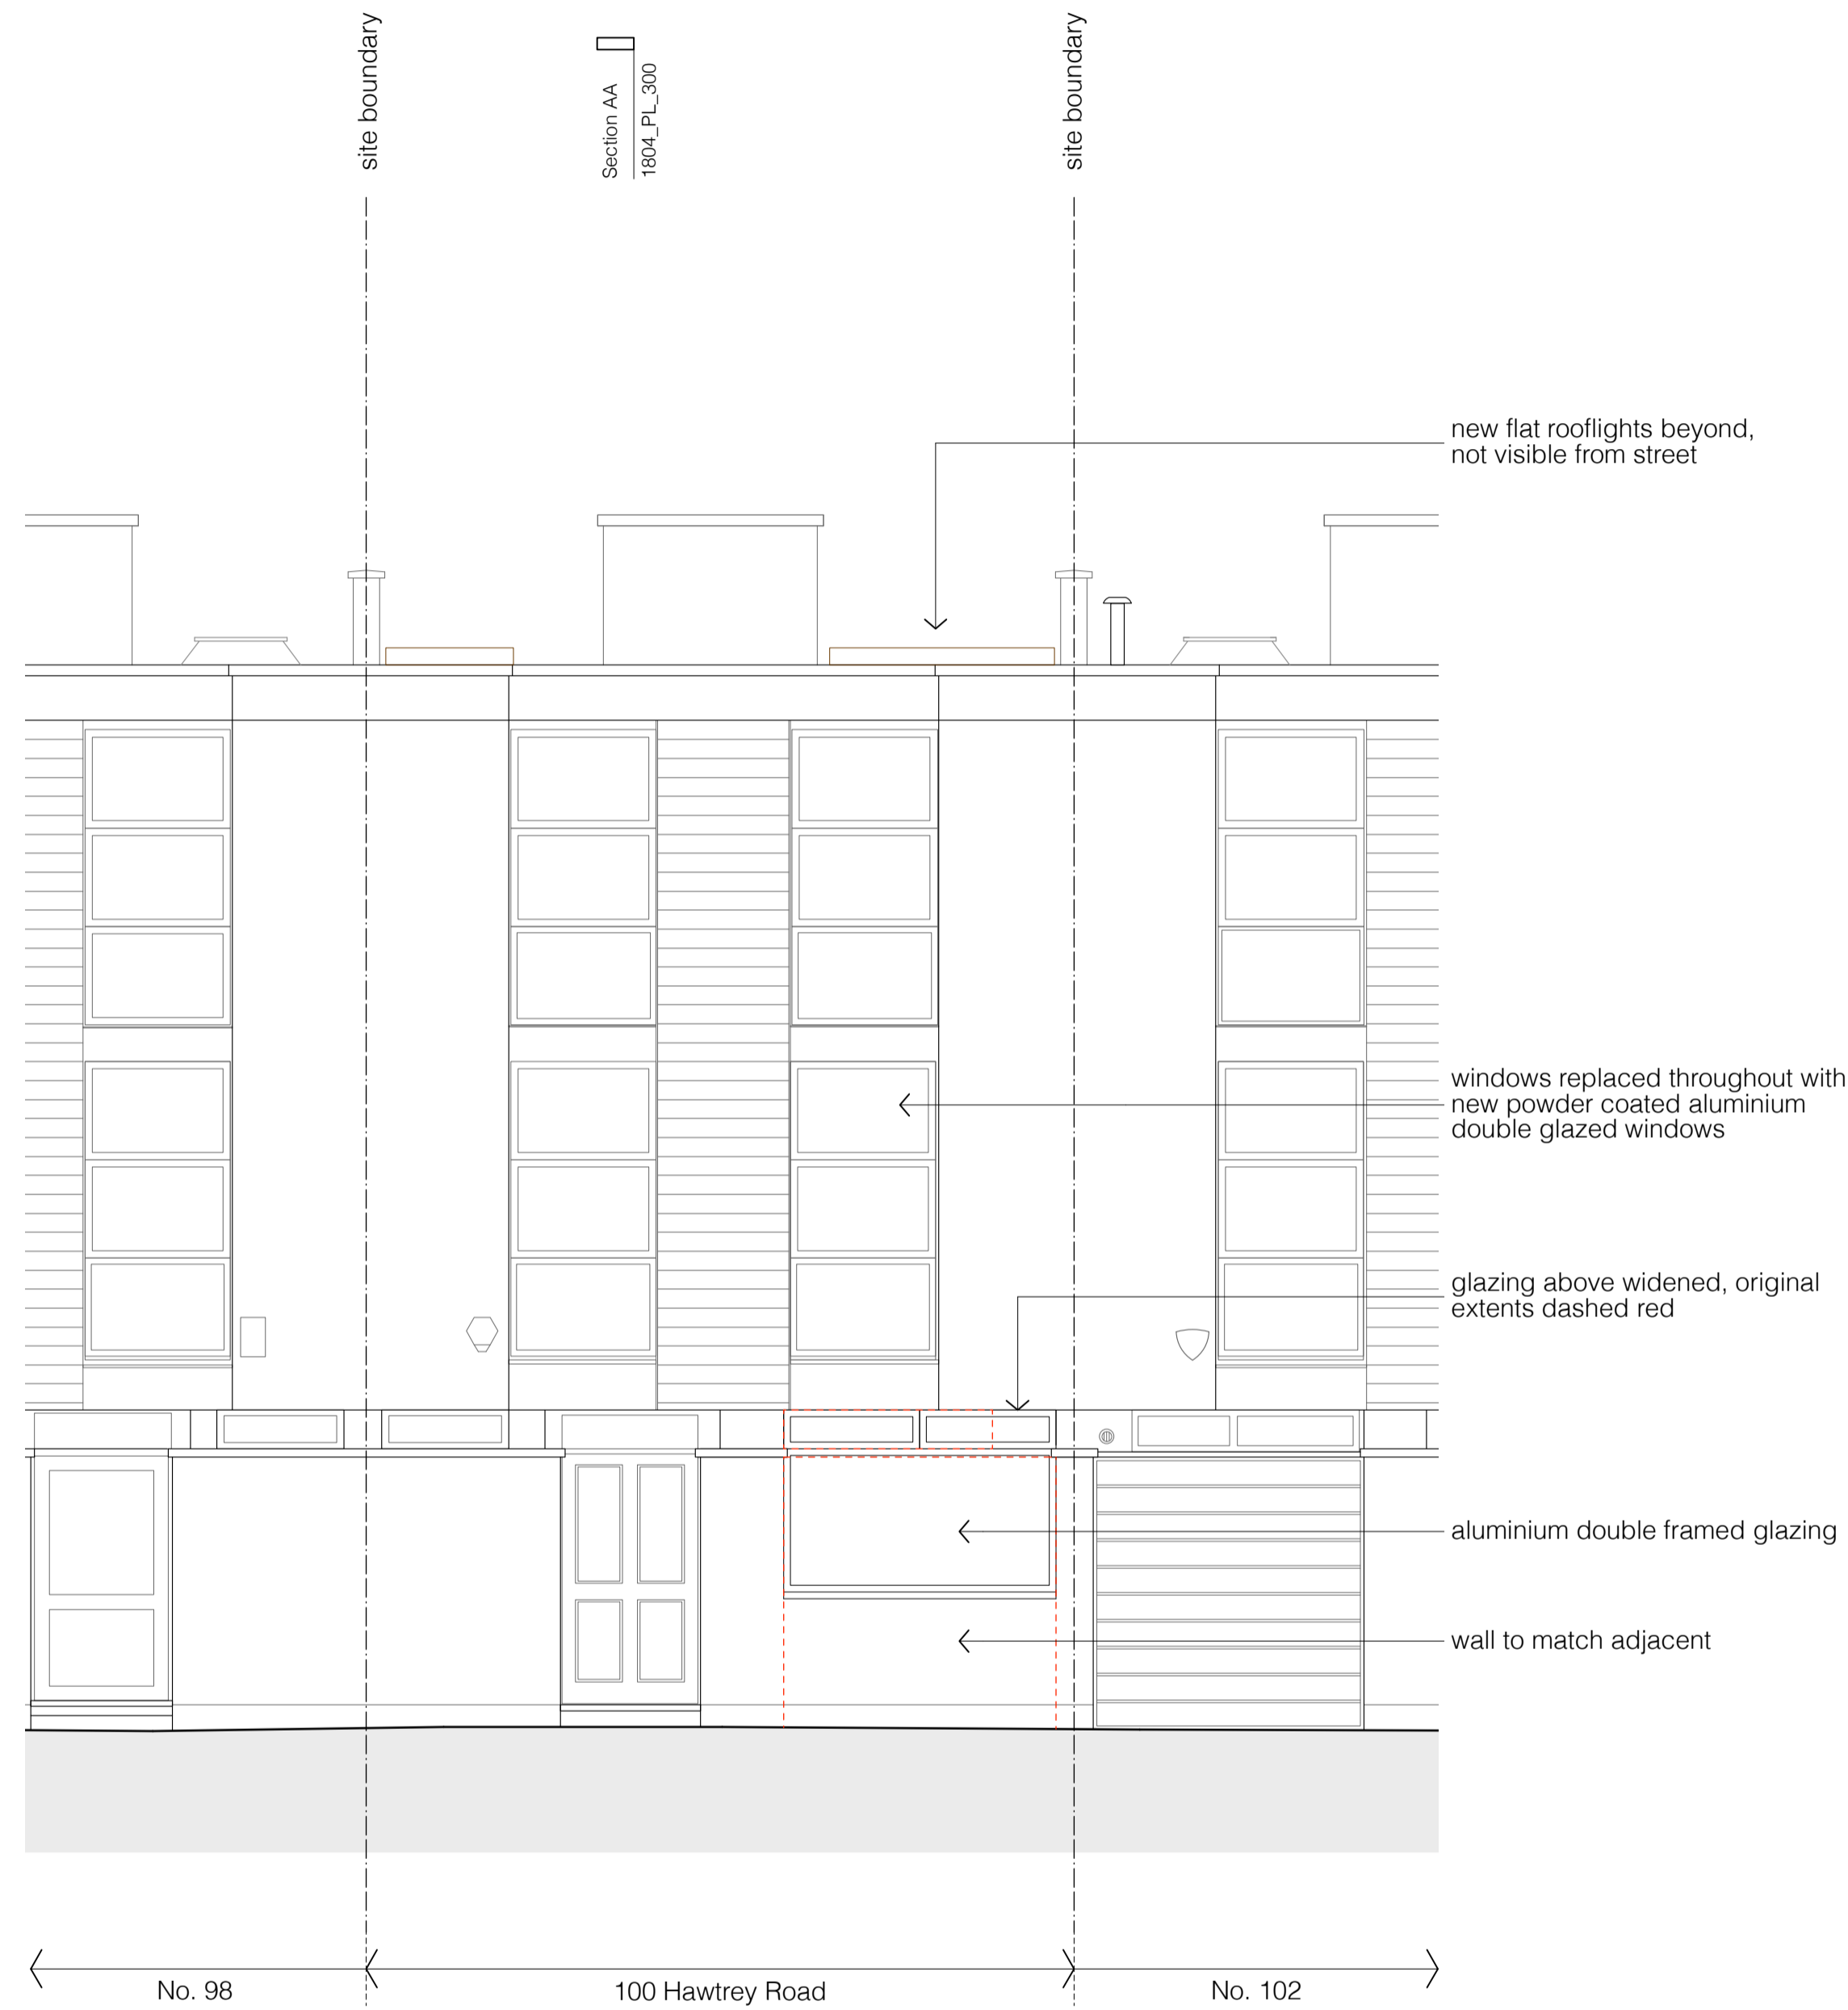 site boundary
Section AA
1804_PL_300
site boundary
new flat rooflights beyond,
not visible from street
windows replaced throughout with
new powder coated aluminium
double glazed windows
glazing above widened, original
extents dashed red
aluminium double framed glazing
wall to match adjacent
No. 98
100 Hawtrey Road
No. 102